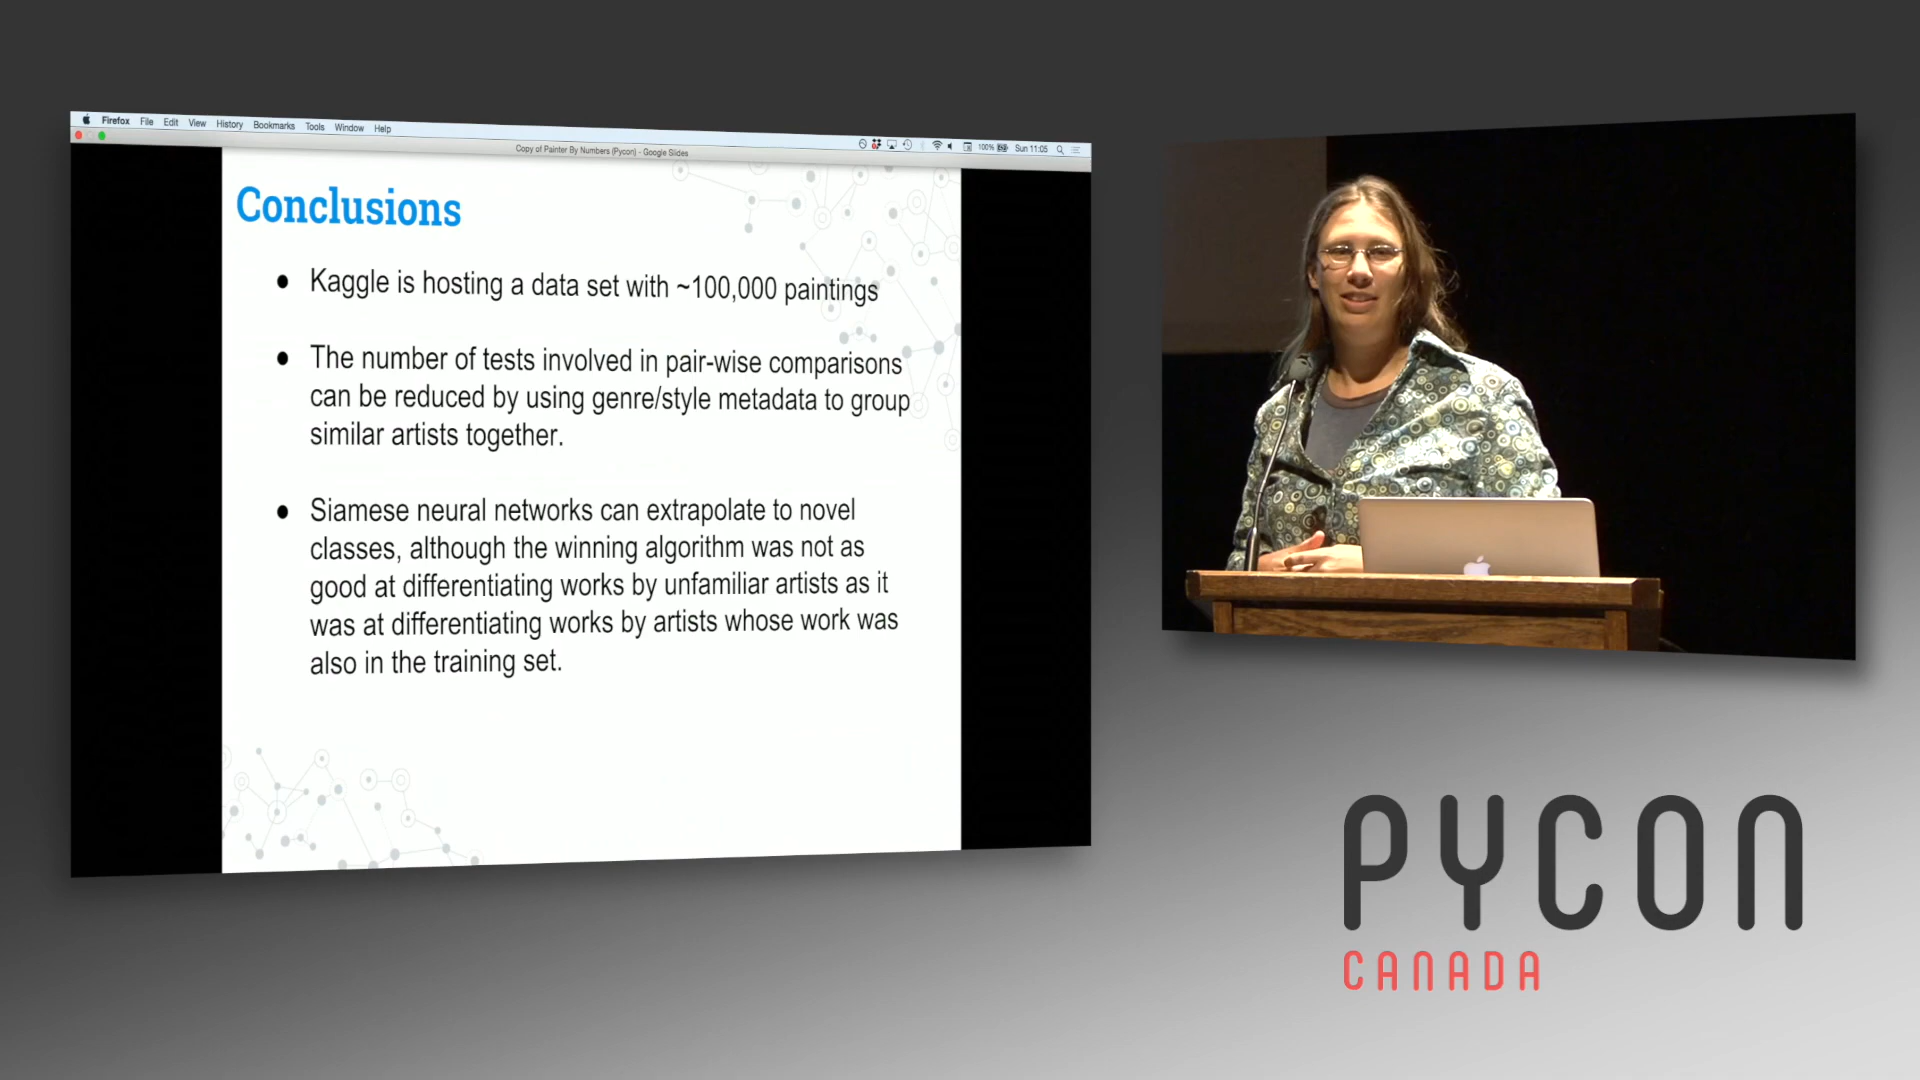 Firefox File Edit View History Bookmarks Tools Window Help
100% Sun 11:05
Copy of Painter By Numbers (Pycon) - Google Slides
Conclusions
● Kaggle is hosting a data set with ~100,000 paintings
● The number of tests involved in pair-wise comparisons
can be reduced by using genre/style metadata to group
similar artists together.
● Siamese neural networks can extrapolate to novel
classes, although the winning algorithm was not as
good at differentiating works by unfamiliar artists as it
was at differentiating works by artists whose work was
also in the training set.
PYCON
CANADA